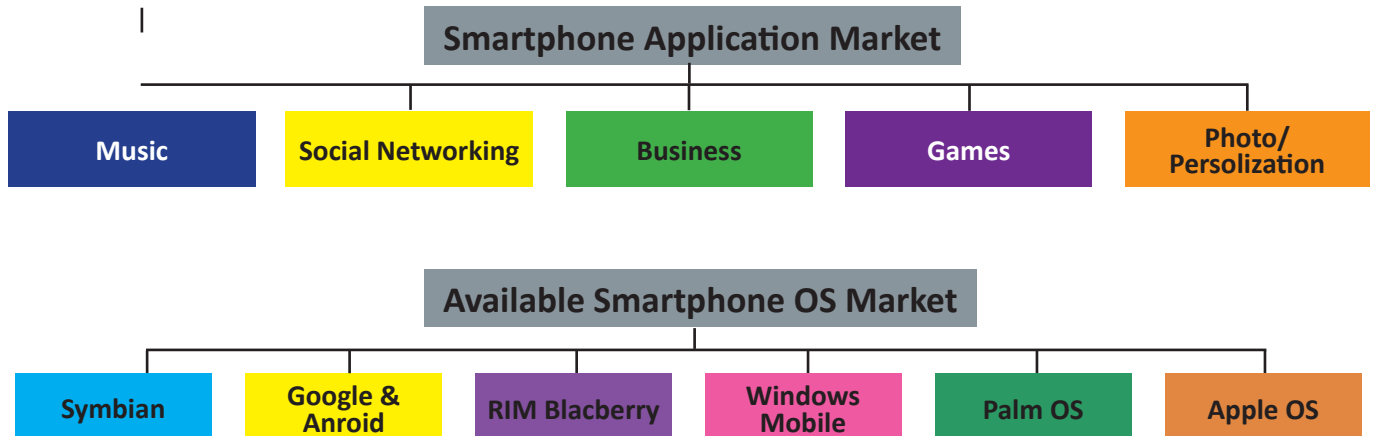 Smartphone Application Market
Music
Social Networking
Business
Games
Photo/
Persolization
Available Smartphone OS Market
Symbian
Google &
Anroid
RIM Blacberry
Windows
Mobile
Palm OS
Apple OS